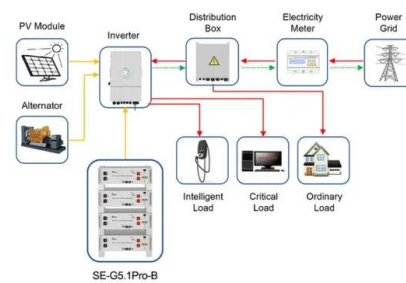 PV Module
Inverter
Distribution
Box
Electricity
Meter
Power
Grid
Alternator
Intelligent
Load
Critical
Load
Ordinary
Load
SE-G5.1Pro-B